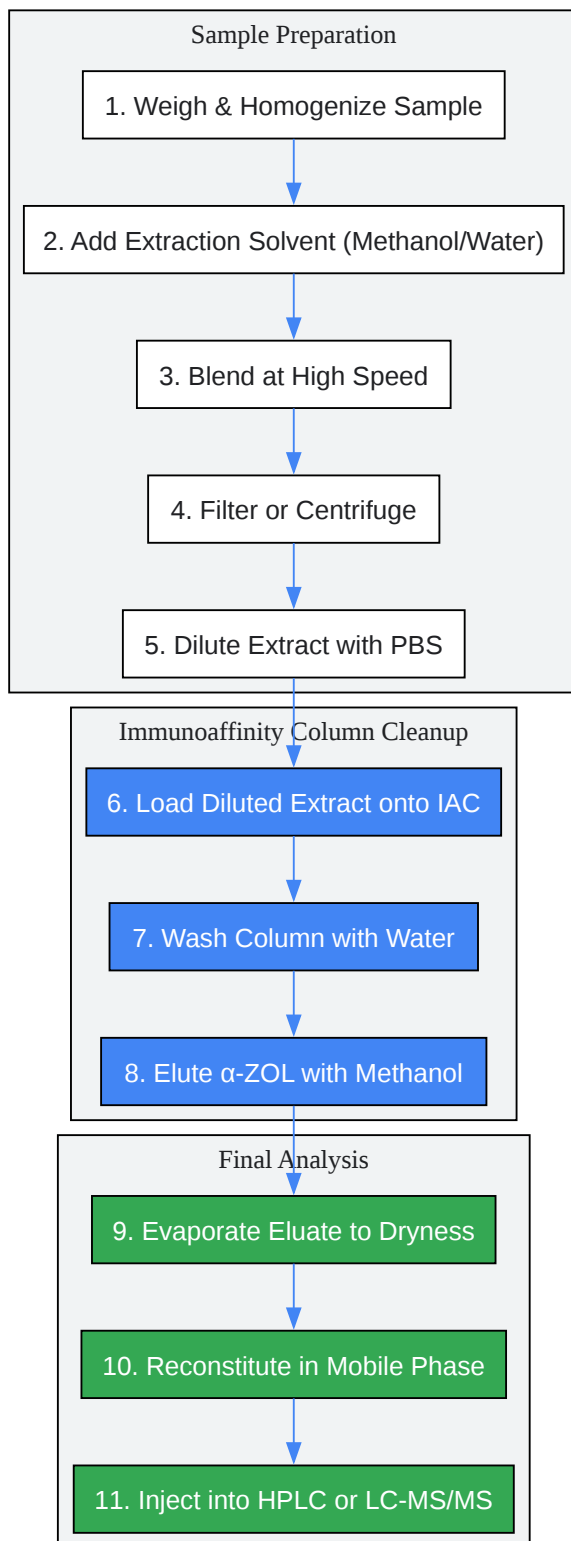 Sample Preparation
1. Weigh & Homogenize Sample
2. Add Extraction Solvent (Methanol/Water)
3. Blend at High Speed
4. Filter or Centrifuge
5. Dilute Extract with PBS
Immunoaffinity Column Cleanup
6. Load Diluted Extract onto IAC
7. Wash Column with Water
8. Elute α-ZOL with Methanol
Final Analysis
9. Evaporate Eluate to Dryness
10. Reconstitute in Mobile Phase
11. Inject into HPLC or LC-MS/MS